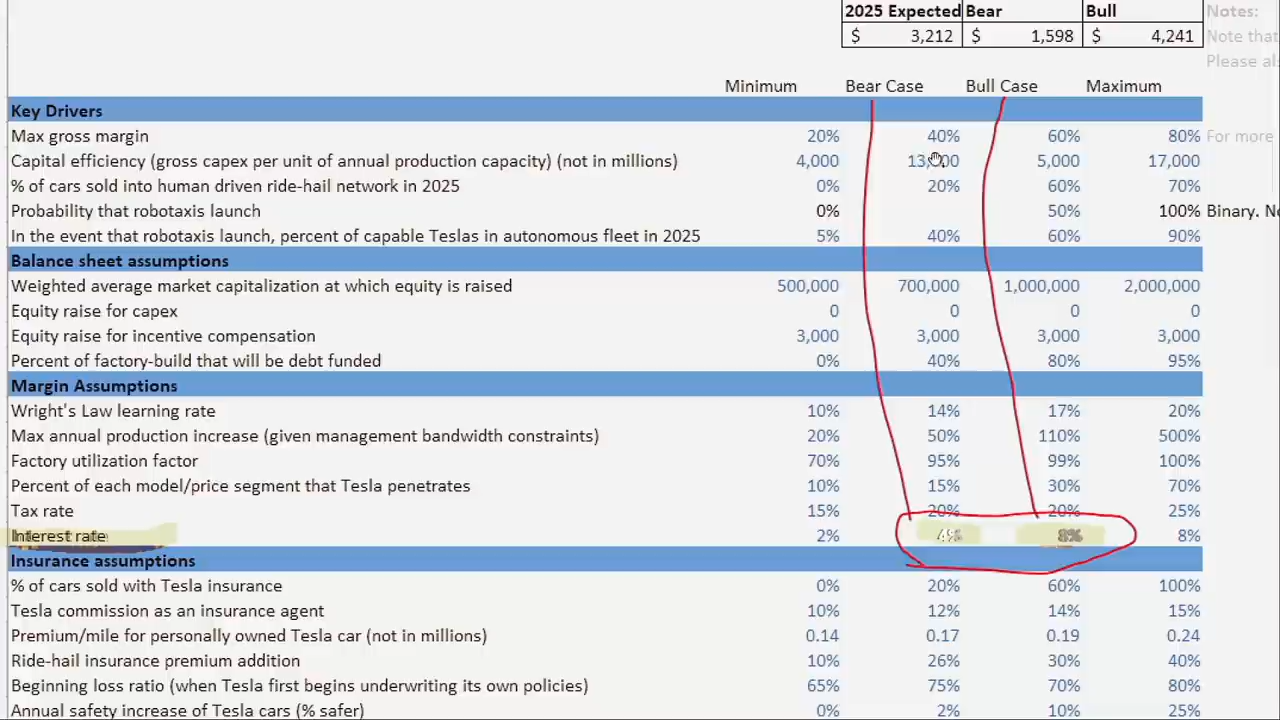 2025 Expected Bear Bull Notes:
$ 3,212 $ 1,598 $ 4,241 Note that
Please als
Minimum Bear Case Bull Case Maximum
Key Drivers
Max gross margin 20% 40% 60% 80% For more
Capital efficiency (gross capex per unit of annual production capacity) (not in millions) 4,000 5,000 17,000
% of cars sold into human driven ride-hail network in 2025 0% 20% 60% 70%
Probability that robotaxis launch 0% 50% 100% Binary. No
In the event that robotaxis launch, percent of capable Teslas in autonomous fleet in 2025 5% 40% 60% 90%
Balance sheet assumptions
Weighted average market capitalization at which equity is raised 500,000 700,000 1,000,000 2,000,000
Equity raise for capex 0 0 0 0
Equity raise for incentive compensation 3,000 3,000 3,000 3,000
Percent of factory-build that will be debt funded 0% 40% 80% 95%
Margin Assumptions
Wright's Law learning rate 10% 14% 17% 20%
Max annual production increase (given management bandwidth constraints) 20% 50% 110% 500%
Factory utilization factor 70% 95% 99% 100%
Percent of each model/price segment that Tesla penetrates 10% 15% 30% 70%
Tax rate 15% 20% 20% 25%
Interest rate 2% 4% 8% 8%
Insurance assumptions
% of cars sold with Tesla insurance 0% 20% 60% 100%
Tesla commission as an insurance agent 10% 12% 14% 15%
Premium/mile for personally owned Tesla car (not in millions) 0.14 0.17 0.19 0.24
Ride-hail insurance premium addition 10% 26% 30% 40%
Beginning loss ratio (when Tesla first begins underwriting its own policies) 65% 75% 70% 80%
Annual safety increase of Tesla cars (% safer) 0% 2% 10% 25%